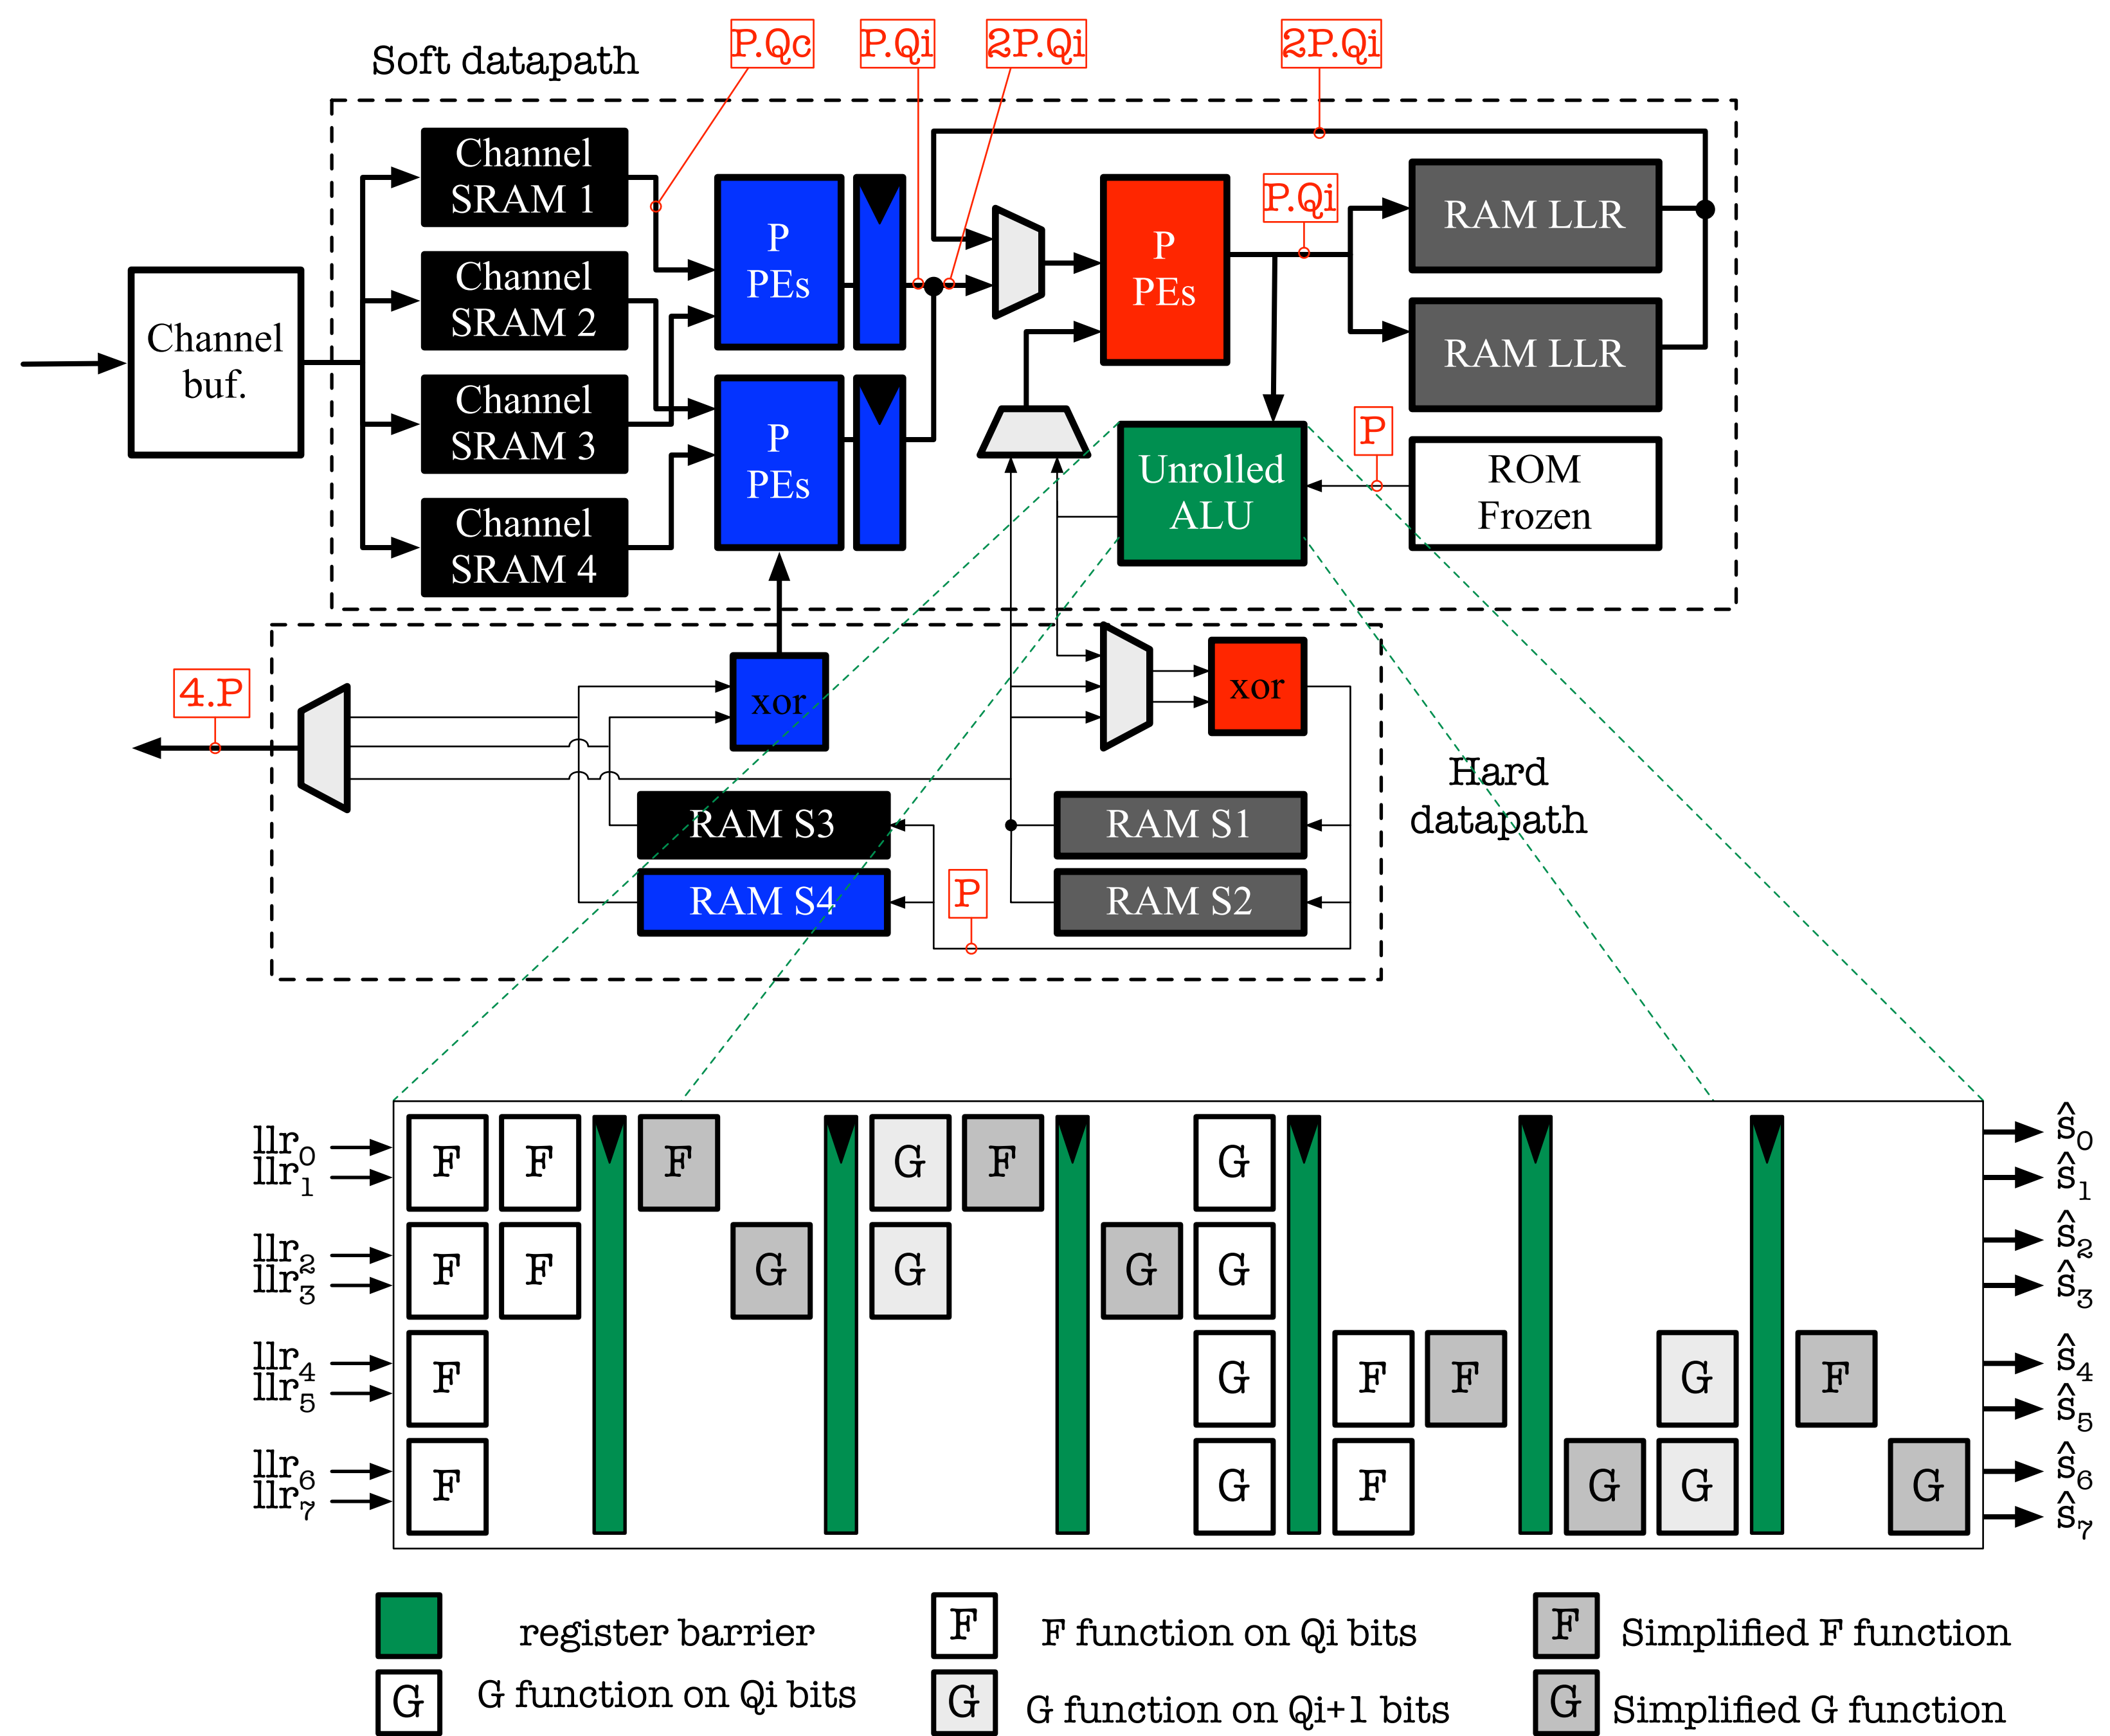 P.Qc
P.Qi
2P.Qi
2P.Qi
Soft datapath
Channel
SRAM 1
Channel
SRAM 2
Channel
SRAM 3
Channel
SRAM 4
Channel
buf.
P
PEs
P
PEs
P
PEs
P.Qi
RAM LLR
RAM LLR
P
Unrolled
ALU
ROM
Frozen
4.P
xor
xor
Hard
datapath
RAM S3
RAM S1
RAM S4
P
RAM S2
llr0
llr1
llr2
llr3
llr4
llr5
llr6
llr7
F F F G F G
F F G G G G
F G F F G F
F G F G G G
ŝ0
ŝ1
ŝ2
ŝ3
ŝ4
ŝ5
ŝ6
ŝ7
register barrier
F F function on Qi bits
F Simplified F function
G G function on Qi bits
G G function on Qi+1 bits
G Simplified G function